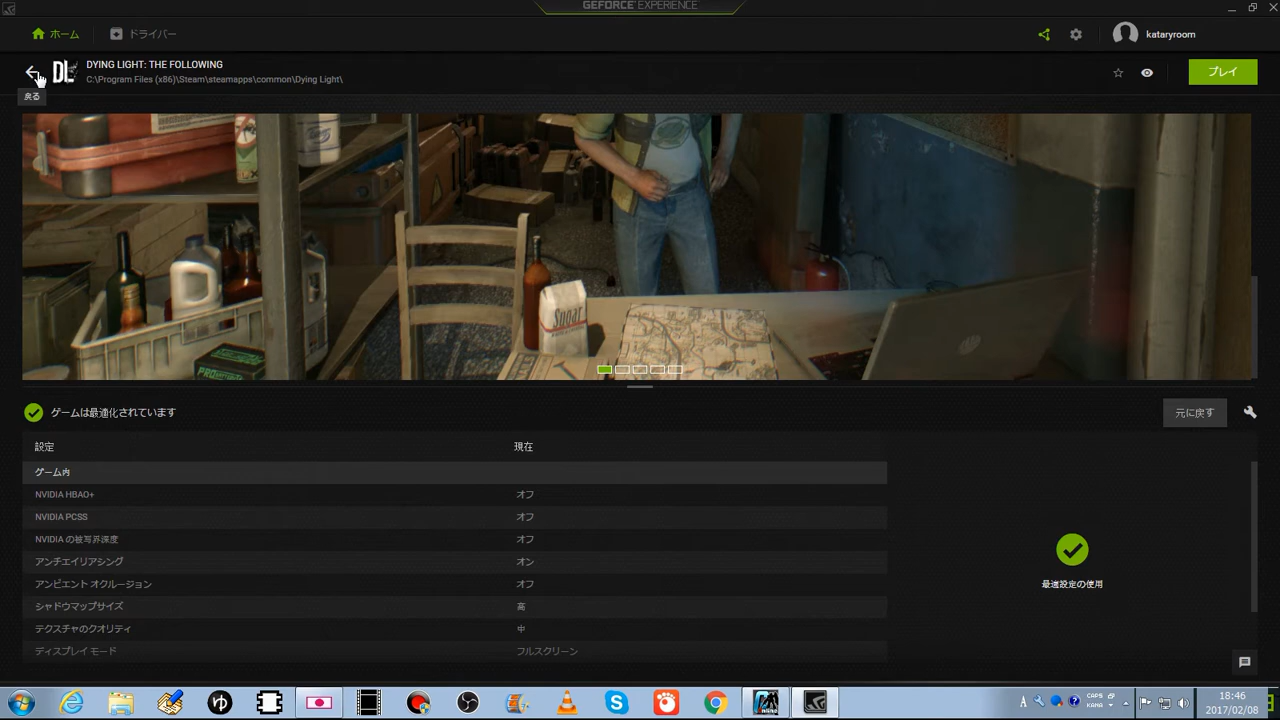 GEFORCE EXPERIENCE
ホーム
ドライバー
kataryroom
DL
DYING LIGHT: THE FOLLOWING
C:\Program Files (x86)\Steam\steamapps\common\Dying Light\
プレイ
戻る
Sugar
ゲームは最適化されています
元に戻す
設定 現在
ゲーム内
NVIDIA HBAO+ オフ
NVIDIA PCSS オフ
NVIDIA の被写界深度 オフ
アンチエイリアシング オン
アンビエント オクルージョン オフ
シャドウマップサイズ 高
テクスチャのクオリティ 中
ディスプレイ モード フルスクリーン
最適設定の使用
ゆ
A
CAPS
KANA
18:46
2017/02/08